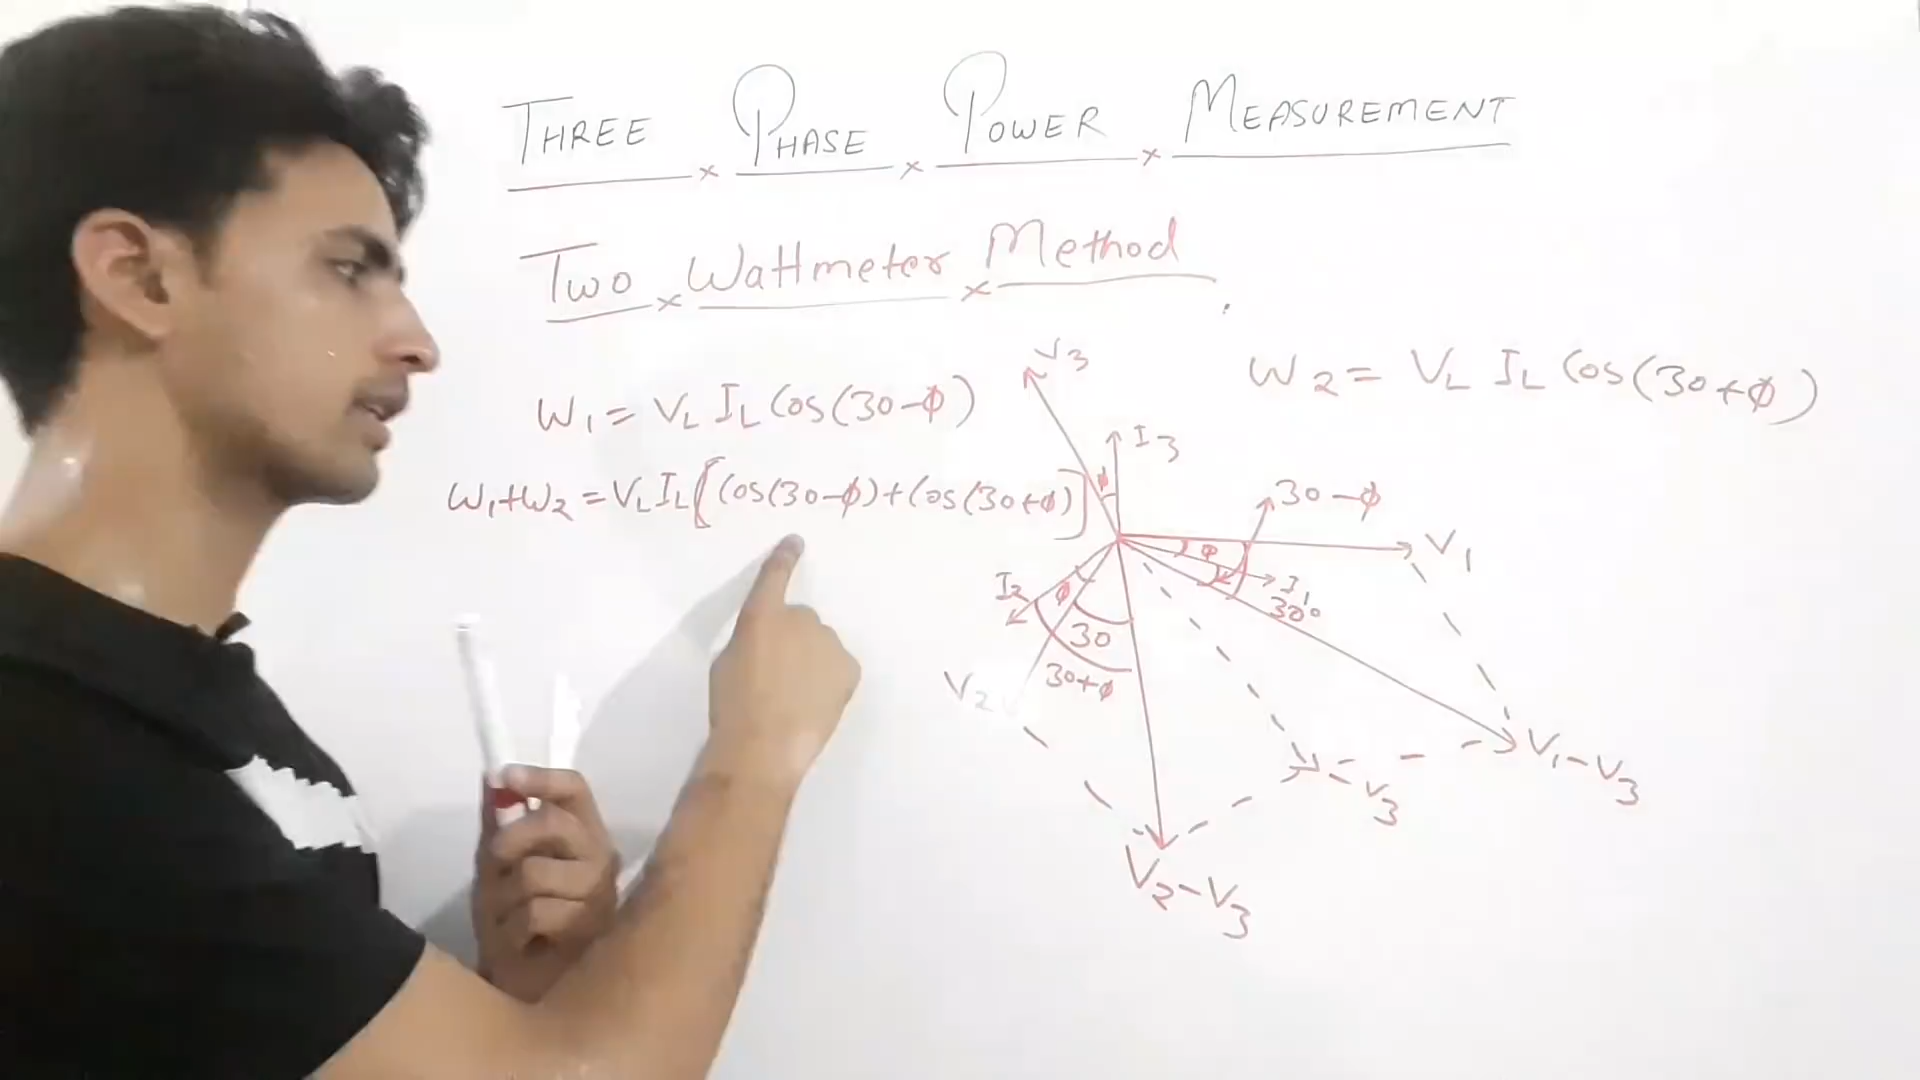 THREE PHASE POWER MEASUREMENT
Two Wattmeter Method
W1 = VL IL Cos(30-ϕ)
W2 = VL IL Cos(30+ϕ)
W1+W2 = VL IL [Cos(30-ϕ)+Cos(30+ϕ)]
V3
I3
ϕ
30-ϕ
V1
ϕ
I1
30°
I2
ϕ
30
30+ϕ
V2
V1-V3
-V3
V2-V3